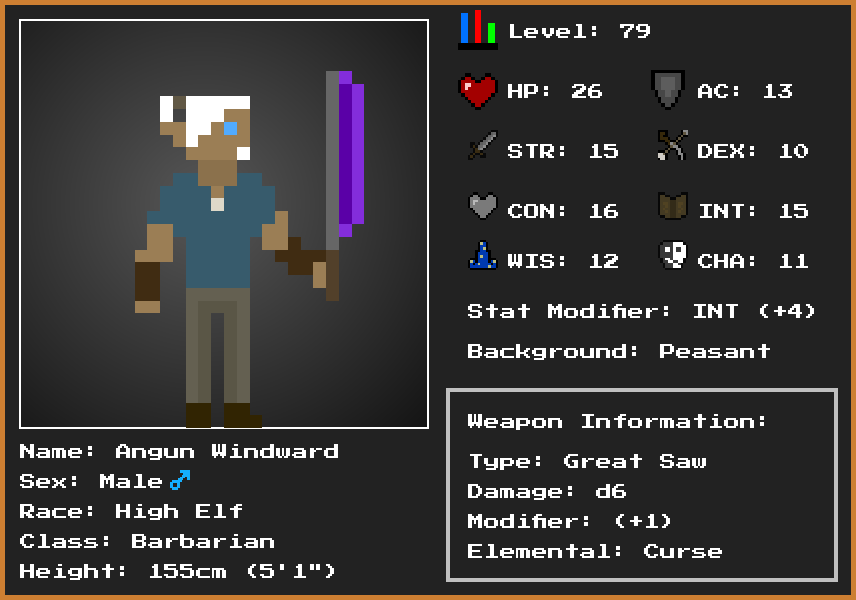 Level: 79
HP: 26 AC: 13
STR: 15 DEX: 10
CON: 16 INT: 15
WIS: 12 CHA: 11
Stat Modifier: INT (+4)
Background: Peasant
Weapon Information:
Type: Great Saw
Damage: d6
Modifier: (+1)
Elemental: Curse
Name: Angun Windward
Sex: Male ♂
Race: High Elf
Class: Barbarian
Height: 155cm (5'1")